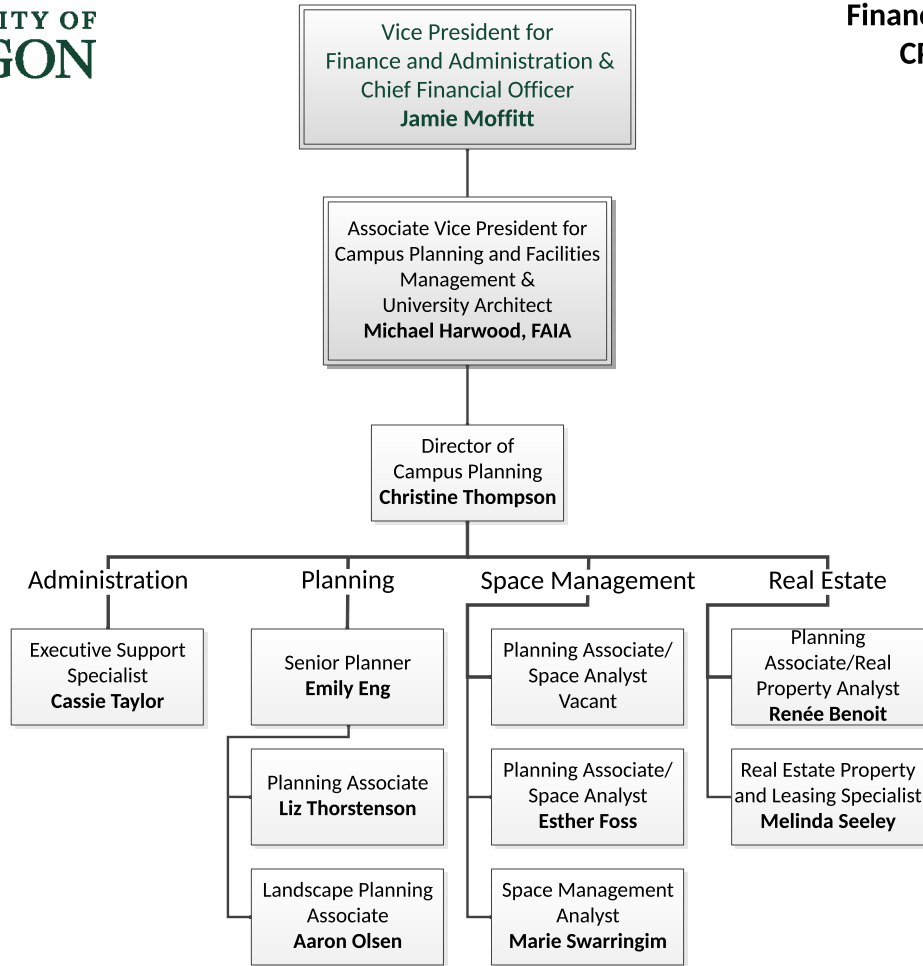 ITY OF
GON
Financ
CP
Vice President for
Finance and Administration &
Chief Financial Officer
Jamie Moffitt
Associate Vice President for
Campus Planning and Facilities
Management &
University Architect
Michael Harwood, FAIA
Director of
Campus Planning
Christine Thompson
Administration
Planning
Space Management
Real Estate
Executive Support
Specialist
Cassie Taylor
Senior Planner
Emily Eng
Planning Associate
Liz Thorstenson
Landscape Planning
Associate
Aaron Olsen
Planning Associate/
Space Analyst
Vacant
Planning Associate/
Space Analyst
Esther Foss
Space Management
Analyst
Marie Swarringim
Planning
Associate/Real
Property Analyst
Renée Benoit
Real Estate Property
and Leasing Specialist
Melinda Seeley